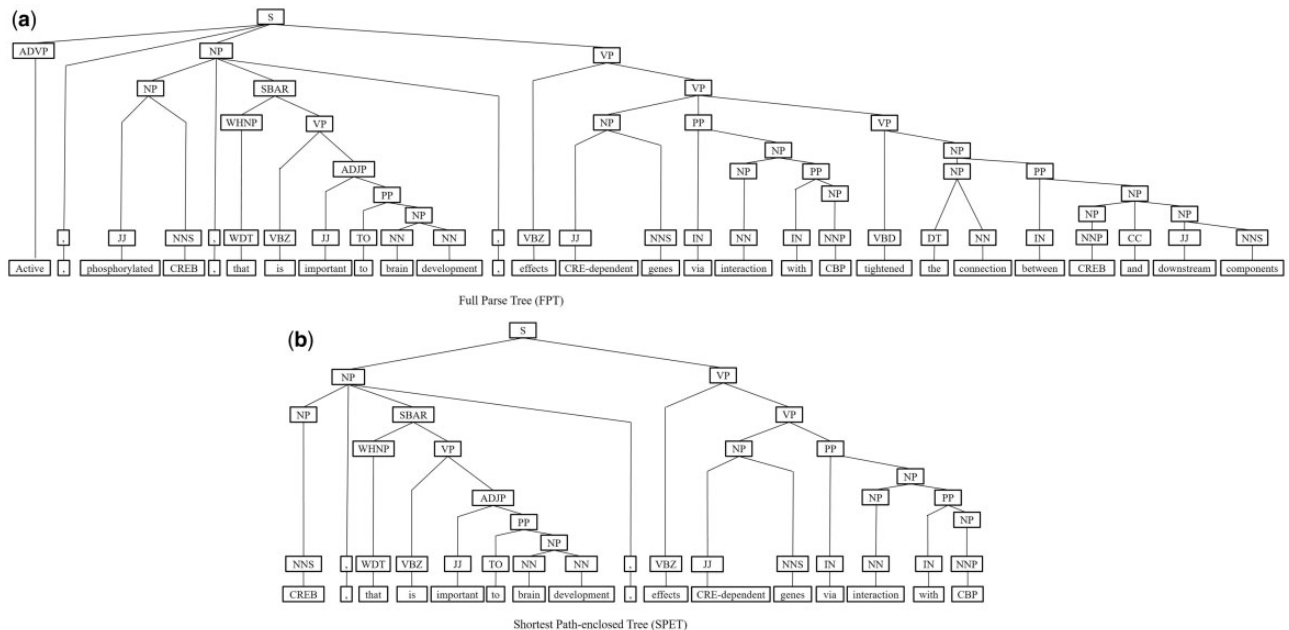 (a)
S
ADVP NP VP
NP SBAR VP
WHNP VP NP PP VP
ADJP NP NP
PP NP PP NP PP
NP NP NP
NP NP
, JJ NNS , WDT VBZ JJ TO NN NN , VBZ JJ NNS IN NN IN NNP VBD DT NN IN NNP CC JJ NNS
Active , phosphorylated CREB , that is important to brain development , effects CRE-dependent genes via interaction with CBP tightened the connection between CREB and downstream components
Full Parse Tree (FPT)
(b)
S
NP VP
NP SBAR VP
WHNP VP NP PP
NP
ADJP NP PP
PP NP
NP
NNS , WDT VBZ JJ TO NN NN , VBZ JJ NNS IN NN IN NNP
CREB , that is important to brain development , effects CRE-dependent genes via interaction with CBP
Shortest Path-enclosed Tree (SPET)